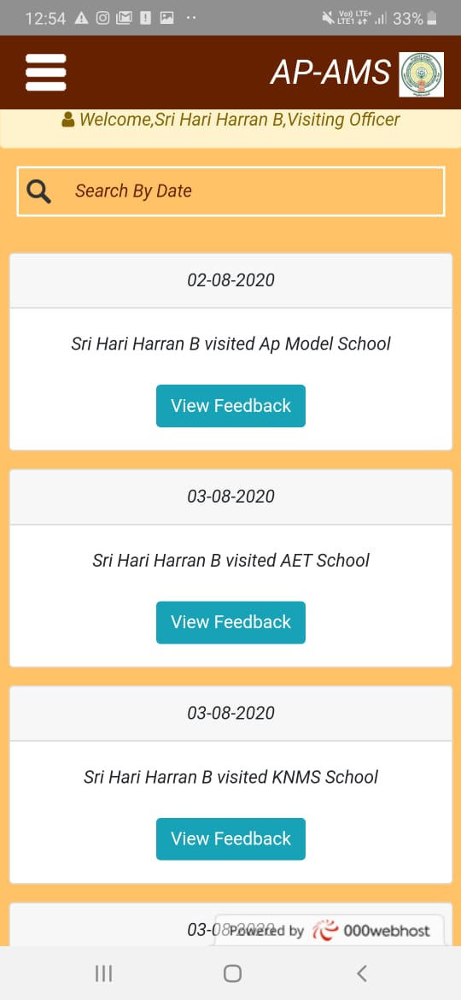 12:54
Vo) LTE+
LTE1
33%
AP-AMS
Welcome,Sri Hari Harran B,Visiting Officer
Search By Date
02-08-2020
Sri Hari Harran B visited Ap Model School
View Feedback
03-08-2020
Sri Hari Harran B visited AET School
View Feedback
03-08-2020
Sri Hari Harran B visited KNMS School
View Feedback
03-08-2020
Powered by 000webhost